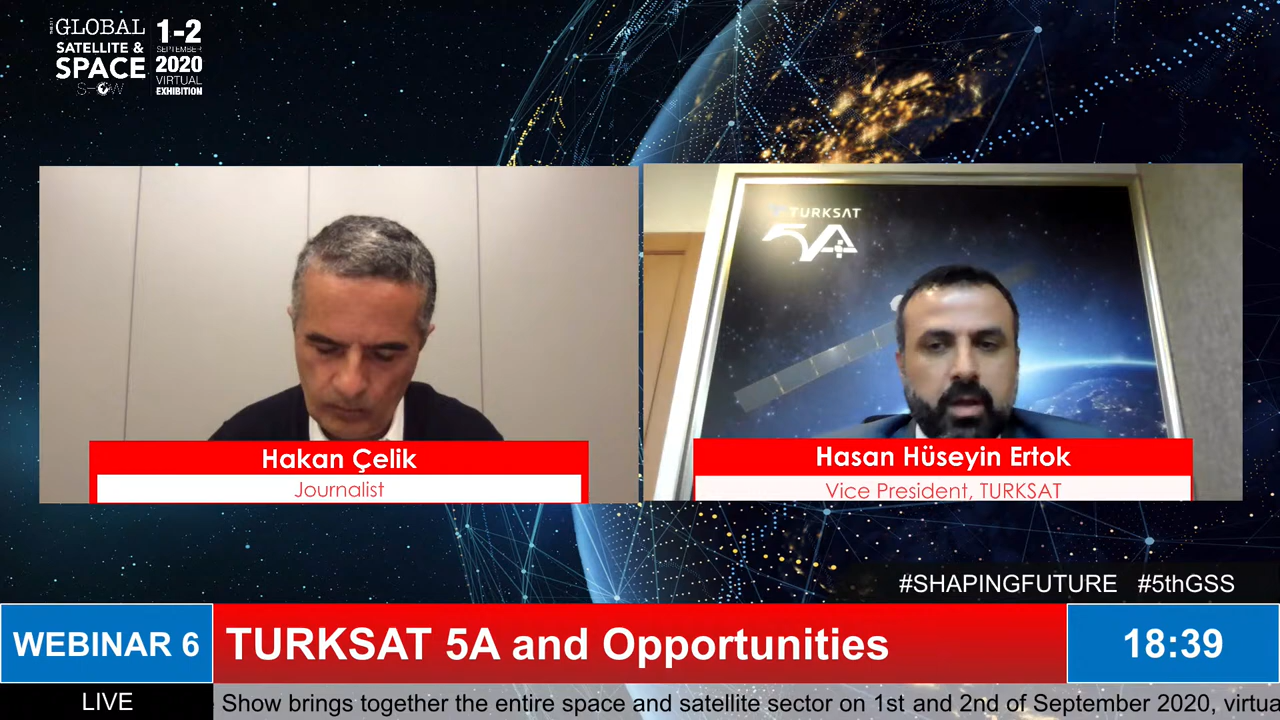 GLOBAL
SATELLITE &
SPACE
SHOW
1-2
SEPTEMBER
2020
VIRTUAL
EXHIBITION
TURKSAT
5A
Hakan Çelik
Journalist
Hasan Hüseyin Ertok
Vice President, TURKSAT
#SHAPINGFUTURE #5thGSS
WEBINAR 6
TURKSAT 5A and Opportunities
18:39
LIVE
Show brings together the entire space and satellite sector on 1st and 2nd of September 2020, virtua